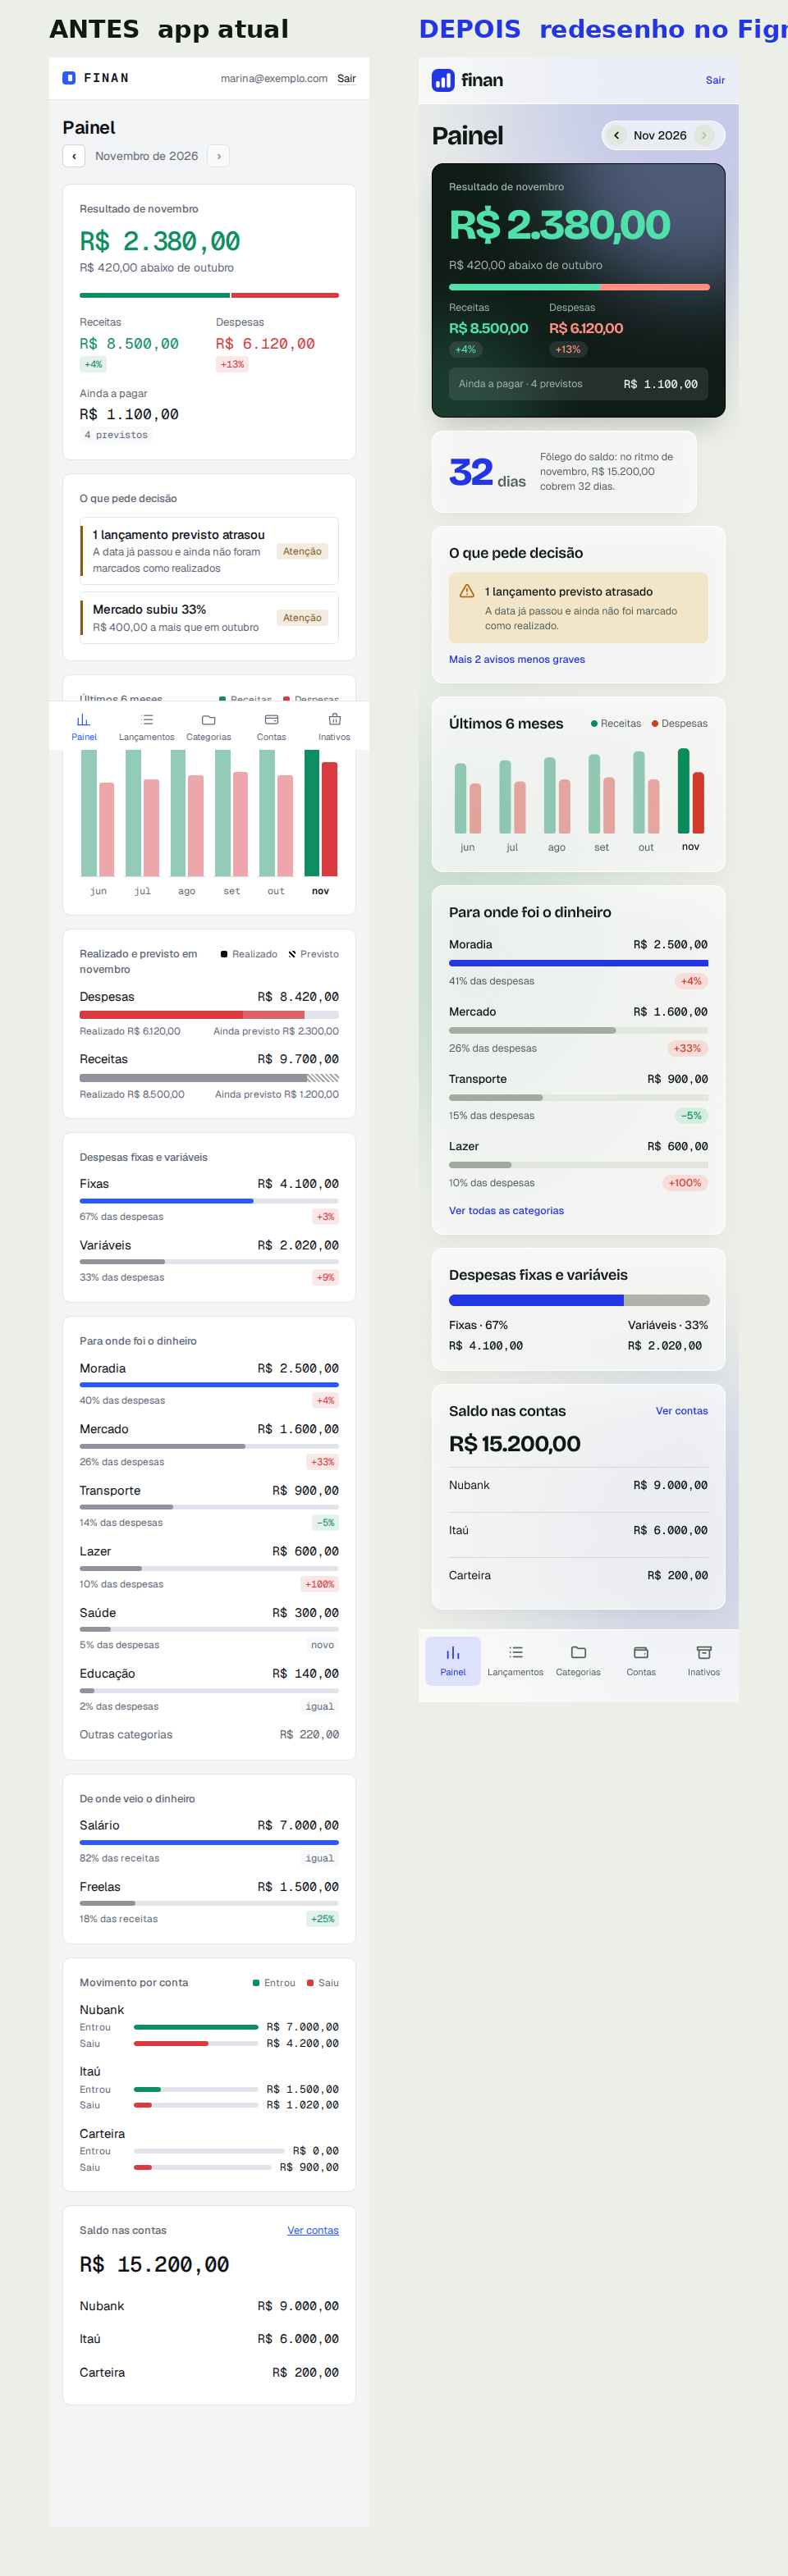 ANTES app atual
FINAN
marina@exemplo.com Sair
Painel
‹ Novembro de 2026 ›
Resultado de novembro
R$ 2.380,00
R$ 420,00 abaixo de outubro
Receitas Despesas
R$ 8.500,00 R$ 6.120,00
+4% +13%
Ainda a pagar
R$ 1.100,00
4 previstos
O que pede decisão
1 lançamento previsto atrasou
A data já passou e ainda não foram
marcados como realizados
Atenção
Mercado subiu 33%
R$ 400,00 a mais que em outubro
Atenção
Últimos 6 meses Receitas Despesas
Painel Lançamentos Categorias Contas Inativos
jun jul ago set out nov
Realizado e previsto em
novembro
Realizado Previsto
Despesas R$ 8.420,00
Realizado R$ 6.120,00 Ainda previsto R$ 2.300,00
Receitas R$ 9.700,00
Realizado R$ 8.500,00 Ainda previsto R$ 1.200,00
Despesas fixas e variáveis
Fixas R$ 4.100,00
67% das despesas +3%
Variáveis R$ 2.020,00
33% das despesas +9%
Para onde foi o dinheiro
Moradia R$ 2.500,00
40% das despesas +4%
Mercado R$ 1.600,00
26% das despesas +33%
Transporte R$ 900,00
14% das despesas −5%
Lazer R$ 600,00
10% das despesas +100%
Saúde R$ 300,00
5% das despesas novo
Educação R$ 140,00
2% das despesas igual
Outras categorias R$ 220,00
De onde veio o dinheiro
Salário R$ 7.000,00
82% das receitas igual
Freelas R$ 1.500,00
18% das receitas +25%
Movimento por conta Entrou Saiu
Nubank
Entrou R$ 7.000,00
Saiu R$ 4.200,00
Itaú
Entrou R$ 1.500,00
Saiu R$ 1.020,00
Carteira
Entrou R$ 0,00
Saiu R$ 900,00
Saldo nas contas Ver contas
R$ 15.200,00
Nubank R$ 9.000,00
Itaú R$ 6.000,00
Carteira R$ 200,00
DEPOIS redesenho no
finan Sair
Painel ‹ Nov 2026 ›
Resultado de novembro
R$ 2.380,00
R$ 420,00 abaixo de outubro
Receitas Despesas
R$ 8.500,00 R$ 6.120,00
+4% +13%
Ainda a pagar · 4 previstos R$ 1.100,00
32 dias
Fôlego do saldo: no ritmo de
novembro, R$ 15.200,00
cobrem 32 dias.
O que pede decisão
1 lançamento previsto atrasado
A data já passou e ainda não foi marcado
como realizado.
Mais 2 avisos menos graves
Últimos 6 meses Receitas Despesas
jun jul ago set out nov
Para onde foi o dinheiro
Moradia R$ 2.500,00
41% das despesas +4%
Mercado R$ 1.600,00
26% das despesas +33%
Transporte R$ 900,00
15% das despesas −5%
Lazer R$ 600,00
10% das despesas +100%
Ver todas as categorias
Despesas fixas e variáveis
Fixas · 67% Variáveis · 33%
R$ 4.100,00 R$ 2.020,00
Saldo nas contas Ver contas
R$ 15.200,00
Nubank R$ 9.000,00
Itaú R$ 6.000,00
Carteira R$ 200,00
Painel Lançamentos Categorias Contas Inativos